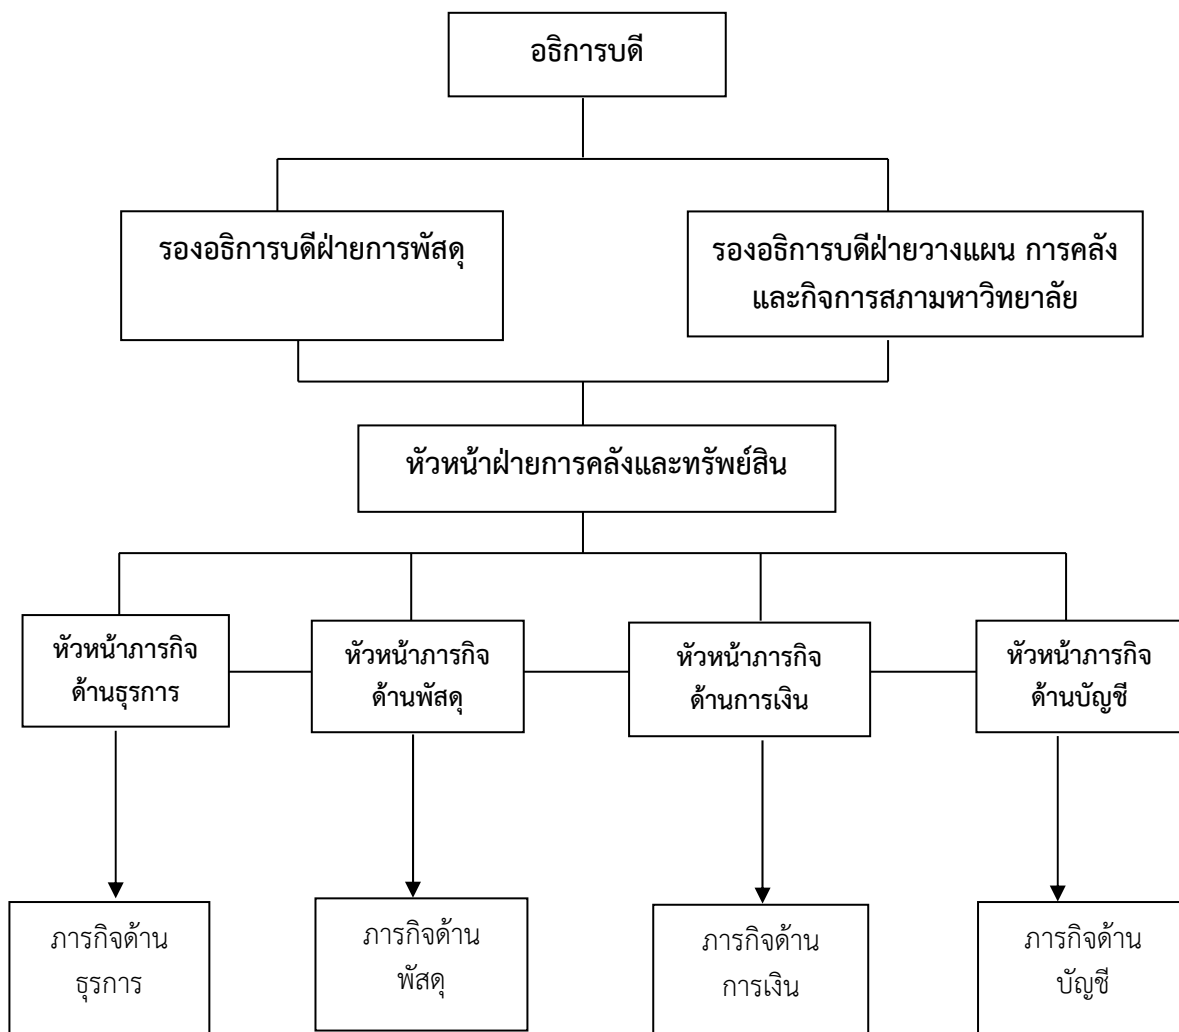 อธิการบดี
รองอธิการบดีฝ่ายการพัสดุ
รองอธิการบดีฝ่ายวางแผน การคลัง
และกิจการสภามหาวิทยาลัย
หัวหน้าฝ่ายการคลังและทรัพย์สิน
หัวหน้าภารกิจ
ด้านธุรการ
หัวหน้าภารกิจ
ด้านพัสดุ
หัวหน้าภารกิจ
ด้านการเงิน
หัวหน้าภารกิจ
ด้านบัญชี
ภารกิจด้าน
ธุรการ
ภารกิจด้าน
พัสดุ
ภารกิจด้าน
การเงิน
ภารกิจด้าน
บัญชี